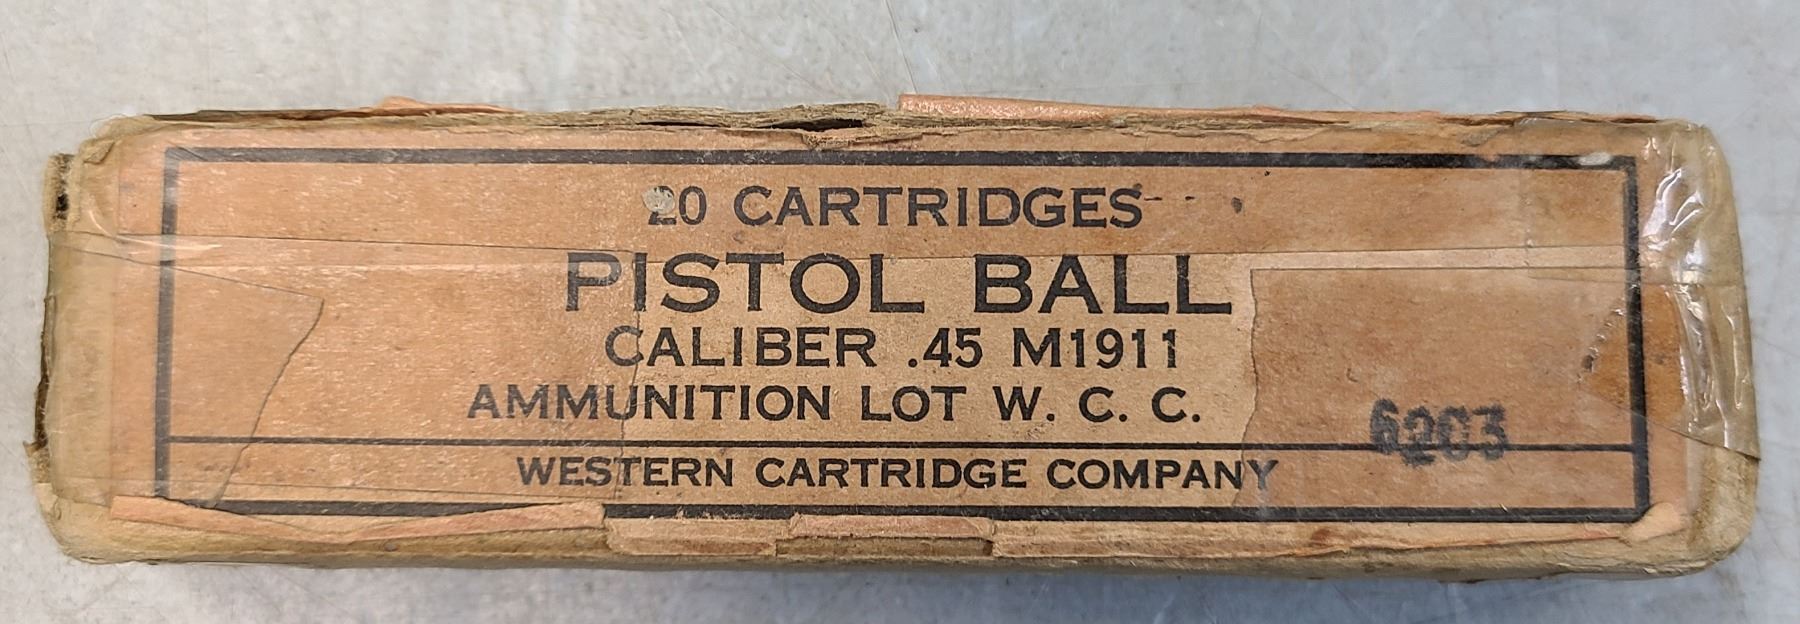 20 CARTRIDGES
PISTOL BALL
CALIBER .45 M1911
AMMUNITION LOT W. C. C.
6203
WESTERN CARTRIDGE COMPANY